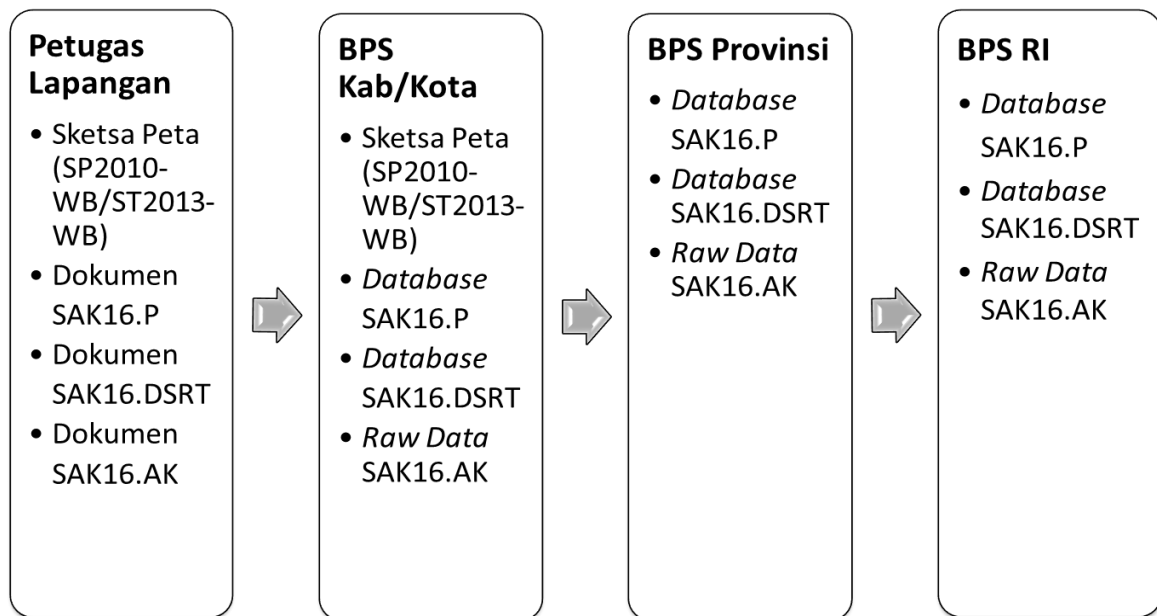 Petugas
Lapangan
• Sketsa Peta
(SP2010-
WB/ST2013-
WB)
• Dokumen
SAK16.P
• Dokumen
SAK16.DSRT
• Dokumen
SAK16.AK
BPS
Kab/Kota
• Sketsa Peta
(SP2010-
WB/ST2013-
WB)
• Database
SAK16.P
• Database
SAK16.DSRT
• Raw Data
SAK16.AK
BPS Provinsi
• Database
SAK16.P
• Database
SAK16.DSRT
• Raw Data
SAK16.AK
BPS RI
• Database
SAK16.P
• Database
SAK16.DSRT
• Raw Data
SAK16.AK